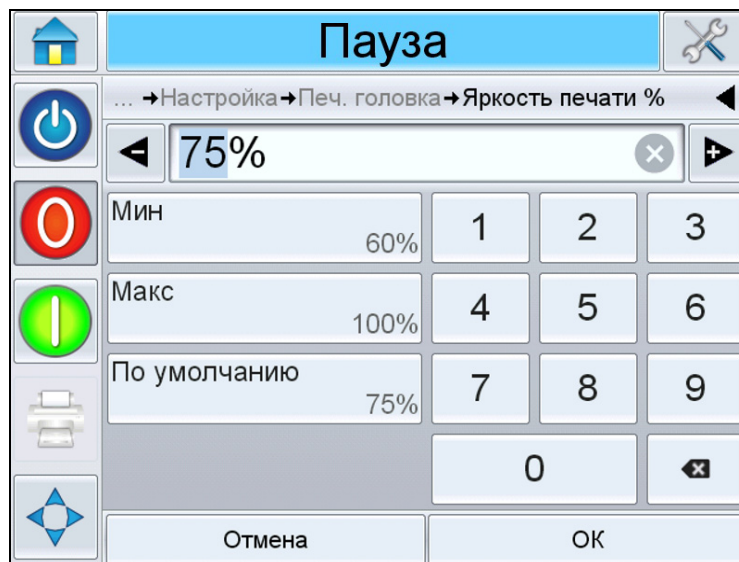 Пауза
... →Настройка→Печ. головка→Яркость печати %
75%
Мин
60%
1 2 3
Макс
100%
4 5 6
По умолчанию
75%
7 8 9
0
Отмена
ОК